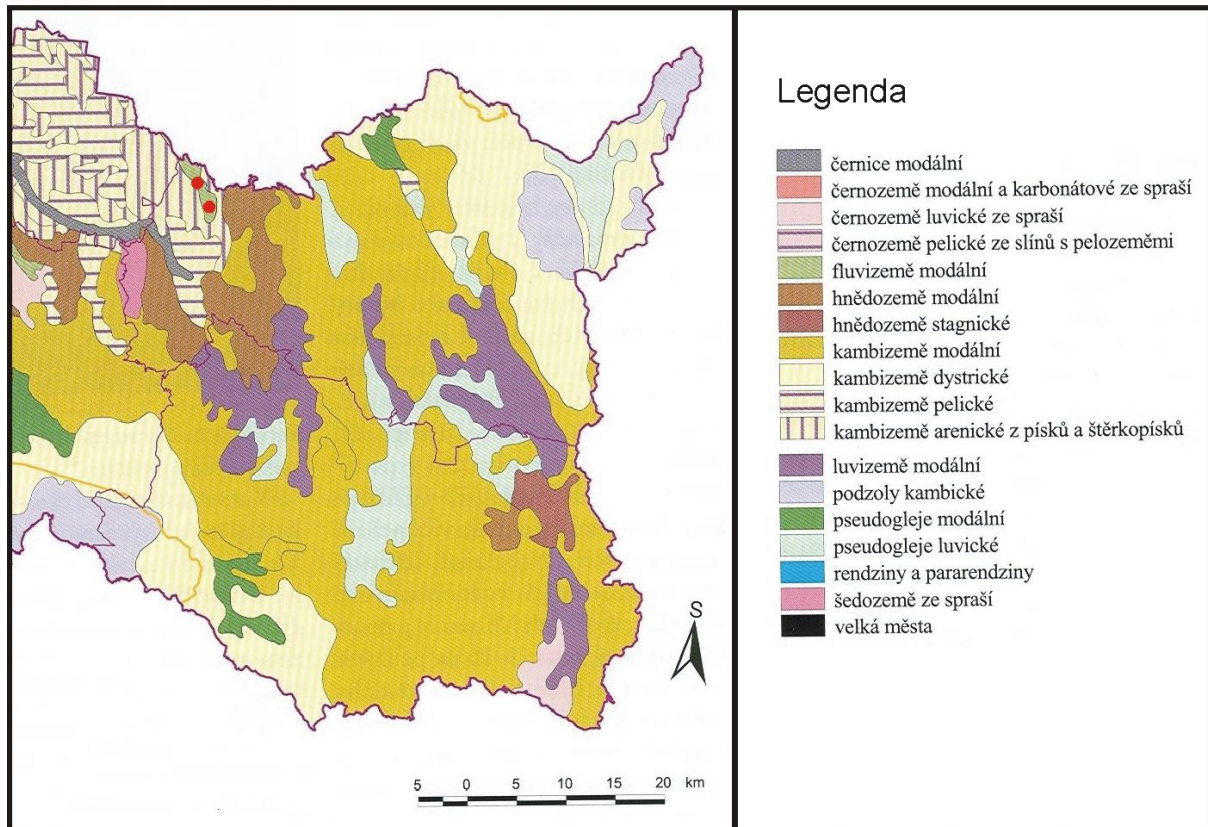 Legenda
černice modální
černozemě modální a karbonátové ze spraší
černozemě luvické ze spraší
černozemě pelické ze slínů s pelozeměmi
fluvizemě modální
hnědozemě modální
hnědozemě stagnické
kambizemě modální
kambizemě dystrické
kambizemě pelické
kambizemě arenické z písků a štěrkopísků
luvizemě modální
podzoly kambické
pseudogleje modální
pseudogleje luvické
rendziny a pararendziny
šedozemě ze spraší
velká města
S
5 0 5 10 15 20 km